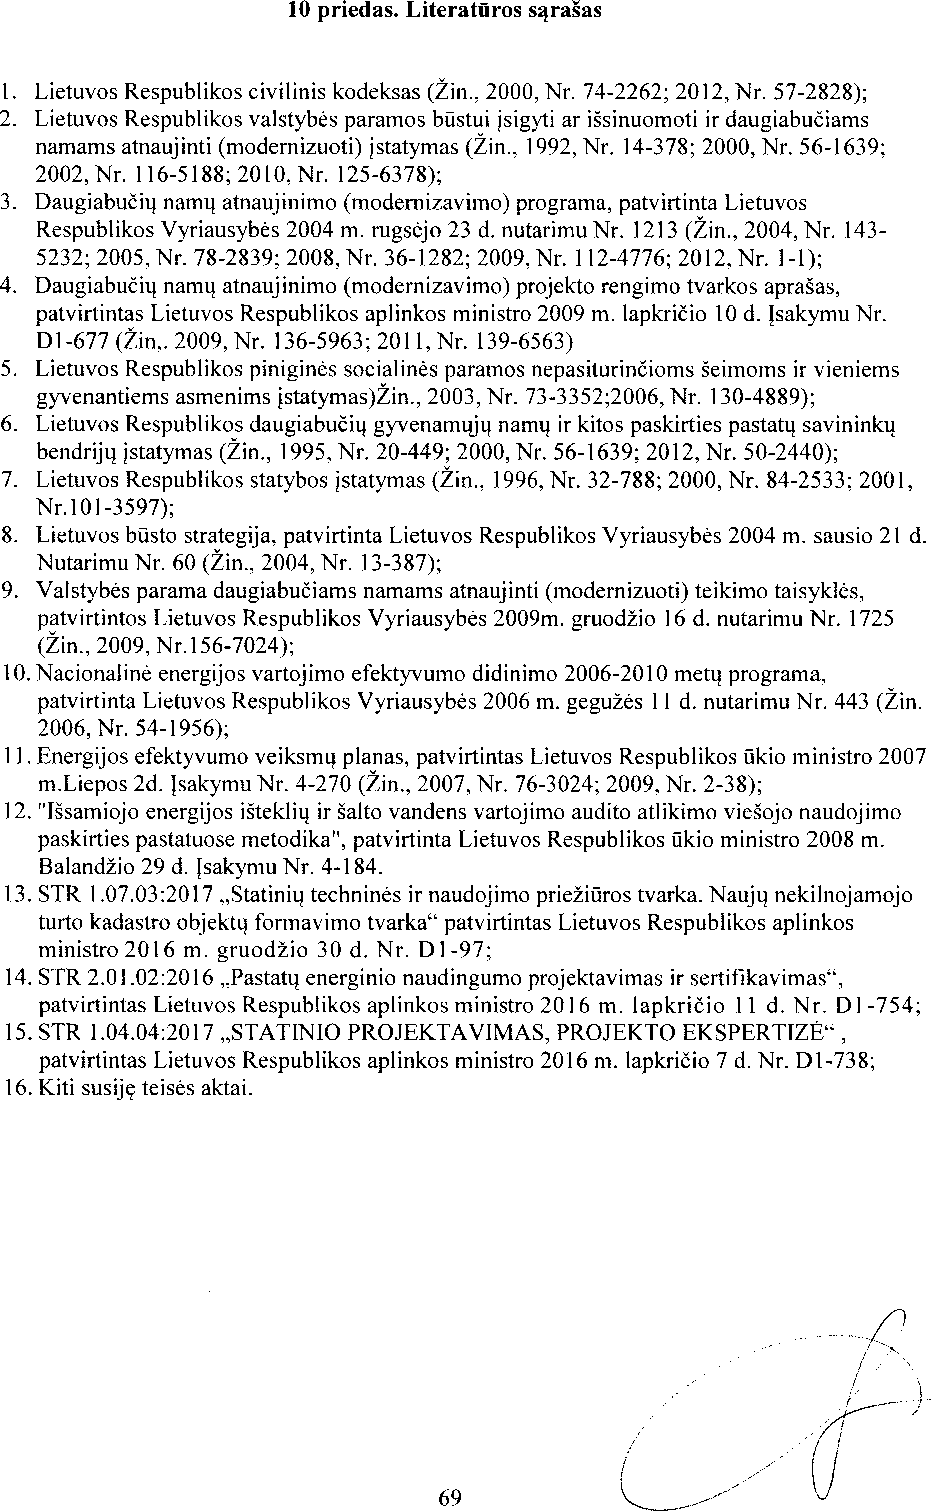 10 priedas. Literatūros sąrašas
1. Lietuvos Respublikos civilinis kodeksas (Žin., 2000, Nr. 74-2262; 2012, Nr. 57-2828);
2. Lietuvos Respublikos valstybės paramos būstui įsigyti ar išsinuomoti ir daugiabučiams
namams atnaujinti (modernizuoti) įstatymas (Žin., 1992, Nr. 14-378; 2000, Nr. 56-1639;
2002, Nr. 116-5188; 2010, Nr. 125-6378);
3. Daugiabučių namų atnaujinimo (modernizavimo) programa, patvirtinta Lietuvos
Respublikos Vyriausybės 2004 m. rugsėjo 23 d. nutarimu Nr. 1213 (Žin., 2004, Nr. 143-
5232; 2005, Nr. 78-2839; 2008, Nr. 36-1282; 2009, Nr. 112-4776; 2012, Nr. 1-1);
4. Daugiabučių namų atnaujinimo (modernizavimo) projekto rengimo tvarkos aprašas,
patvirtintas Lietuvos Respublikos aplinkos ministro 2009 m. lapkričio 10 d. Įsakymu Nr.
D1-677 (Žin,. 2009, Nr. 136-5963; 2011, Nr. 139-6563)
5. Lietuvos Respublikos piniginės socialinės paramos nepasiturinčioms šeimoms ir vieniems
gyvenantiems asmenims įstatymas)Žin., 2003, Nr. 73-3352;2006, Nr. 130-4889);
6. Lietuvos Respublikos daugiabučių gyvenamųjų namų ir kitos paskirties pastatų savininkų
bendrijų įstatymas (Žin., 1995, Nr. 20-449; 2000, Nr. 56-1639; 2012, Nr. 50-2440);
7. Lietuvos Respublikos statybos įstatymas (Žin., 1996, Nr. 32-788; 2000, Nr. 84-2533; 2001,
Nr.101-3597);
8. Lietuvos būsto strategija, patvirtinta Lietuvos Respublikos Vyriausybės 2004 m. sausio 21 d.
Nutarimu Nr. 60 (Žin., 2004, Nr. 13-387);
9. Valstybės parama daugiabučiams namams atnaujinti (modernizuoti) teikimo taisyklės,
patvirtintos Lietuvos Respublikos Vyriausybės 2009m. gruodžio 16 d. nutarimu Nr. 1725
(Žin., 2009, Nr.156-7024);
10. Nacionalinė energijos vartojimo efektyvumo didinimo 2006-2010 metų programa,
patvirtinta Lietuvos Respublikos Vyriausybės 2006 m. gegužės 11 d. nutarimu Nr. 443 (Žin.
2006, Nr. 54-1956);
11. Energijos efektyvumo veiksmų planas, patvirtintas Lietuvos Respublikos ūkio ministro 2007
m.Liepos 2d. Įsakymu Nr. 4-270 (Žin., 2007, Nr. 76-3024; 2009, Nr. 2-38);
12. "Išsamiojo energijos išteklių ir šalto vandens vartojimo audito atlikimo viešojo naudojimo
paskirties pastatuose metodika", patvirtinta Lietuvos Respublikos ūkio ministro 2008 m.
Balandžio 29 d. Įsakymu Nr. 4-184.
13. STR 1.07.03:2017 „Statinių techninės ir naudojimo priežiūros tvarka. Naujų nekilnojamojo
turto kadastro objektų formavimo tvarka“ patvirtintas Lietuvos Respublikos aplinkos
ministro 2016 m. gruodžio 30 d. Nr. D1-97;
14. STR 2.01.02:2016 „Pastatų energinio naudingumo projektavimas ir sertifikavimas“,
patvirtintas Lietuvos Respublikos aplinkos ministro 2016 m. lapkričio 11 d. Nr. D1-754;
15. STR 1.04.04:2017 „STATINIO PROJEKTAVIMAS, PROJEKTO EKSPERTIZĖ“ ,
patvirtintas Lietuvos Respublikos aplinkos ministro 2016 m. lapkričio 7 d. Nr. D1-738;
16. Kiti susiję teisės aktai.
69